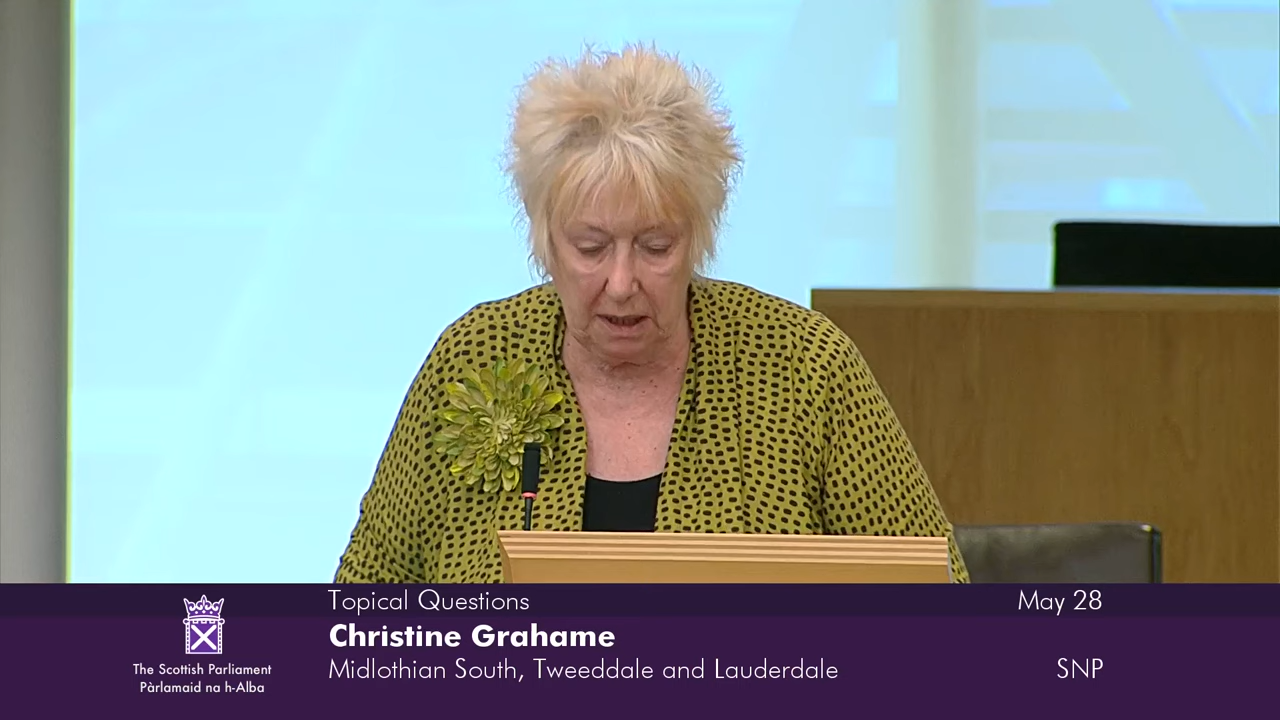 Topical Questions
May 28
Christine Grahame
Midlothian South, Tweeddale and Lauderdale
SNP
The Scottish Parliament
Pàrlamaid na h-Alba